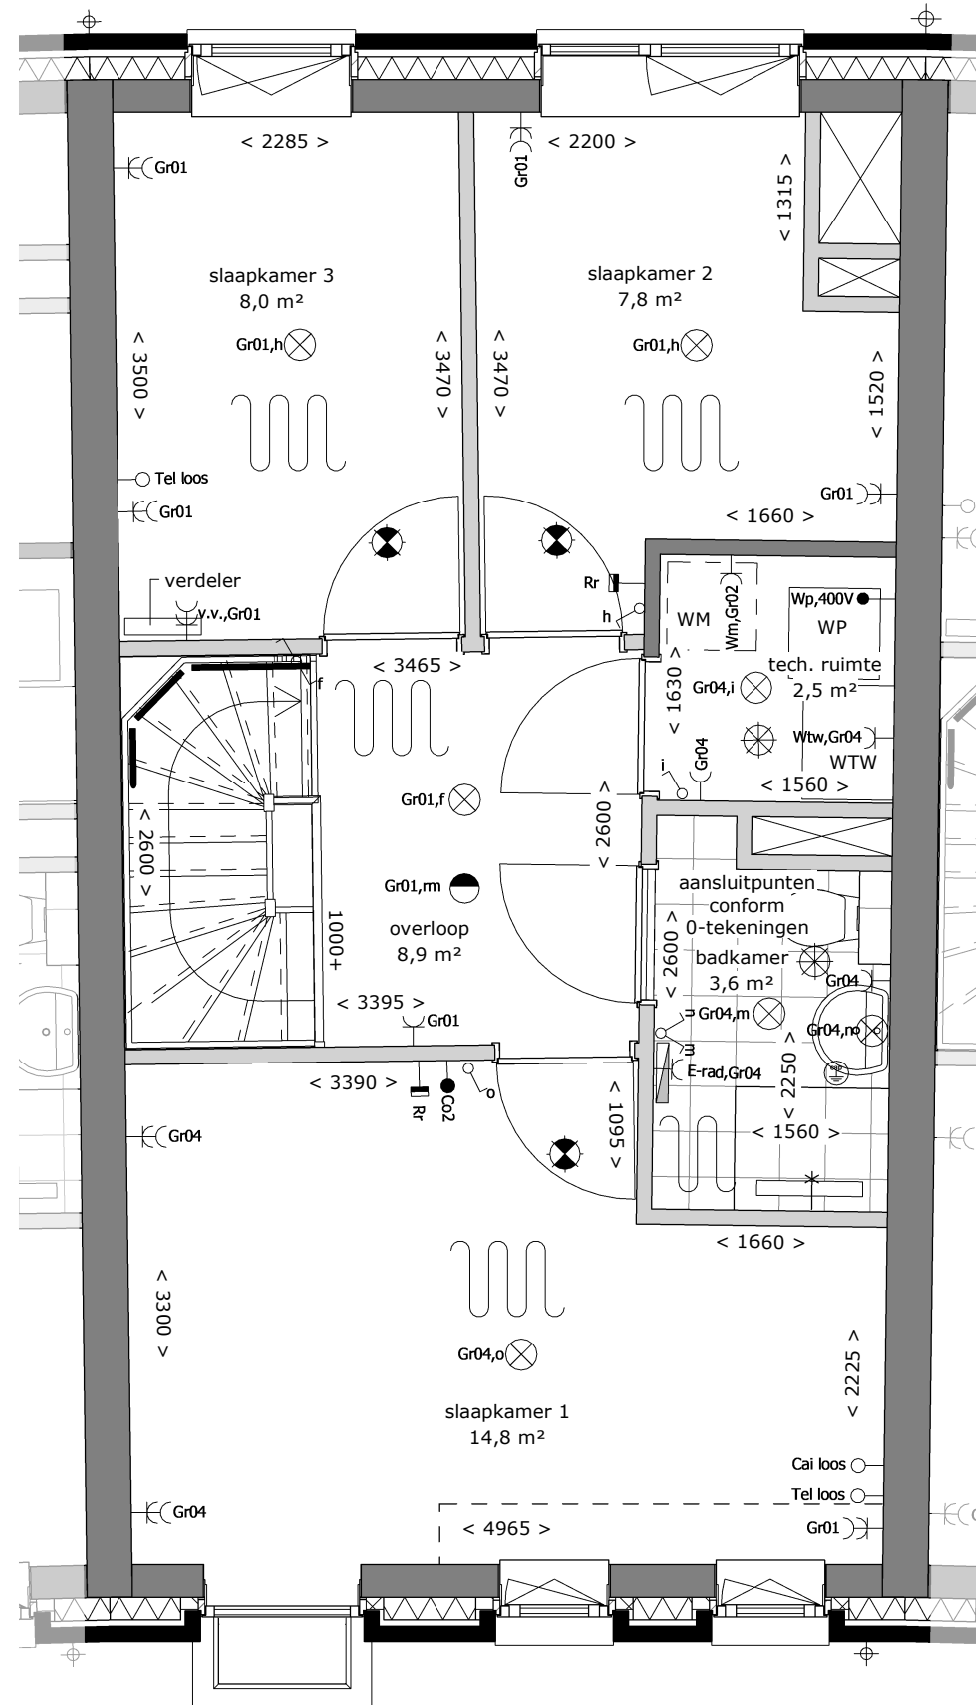 < 2285 >
Gr01
< 2200 >
Gr01
< 1315 >
slaapkamer 3
8,0 m²
slaapkamer 2
7,8 m²
Gr01,h
Gr01,h
< 3500 >
< 3470 >
< 3470 >
< 1520 >
Tel loos
Gr01
Gr01
< 1660 >
verdeler
v.v.,Gr01
Rr
h
WM
Wm,Gr02
Wp,400V
WP
< 3465 >
f
< 1630 >
tech. ruimte
2,5 m²
Gr04,i
Gr04
Wtw,Gr04
WTW
i
< 1560 >
Gr01,f
< 2600 >
< 2600 >
Gr01,rm
overloop
8,9 m²
1000+
aansluitpunten
conform
0-tekeningen
badkamer
3,6 m²
< 2600 >
Gr04
< 3395 >
Gr01
n
Gr04,m
Gr04,no
m
E-rad,Gr04
< 2250 >
cap
< 3390 >
Rr
Co2
o
< 1095 >
Gr04
< 1560 >
< 1660 >
< 3300 >
Gr04,o
< 2225 >
slaapkamer 1
14,8 m²
Cai loos
Tel loos
Gr04
< 4965 >
Gr01